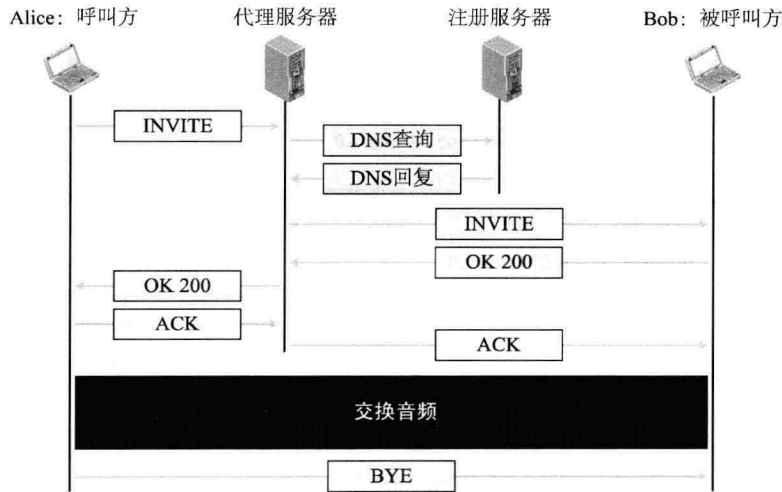 Alice：呼叫方
代理服务器
注册服务器
Bob：被呼叫方
INVITE
DNS查询
DNS回复
INVITE
OK 200
OK 200
ACK
ACK
交换音频
BYE